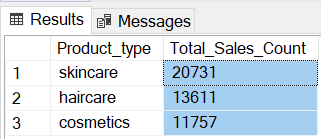 Results Messages
Product_type Total_Sales_Count
1 skincare 20731
2 haircare 13611
3 cosmetics 11757